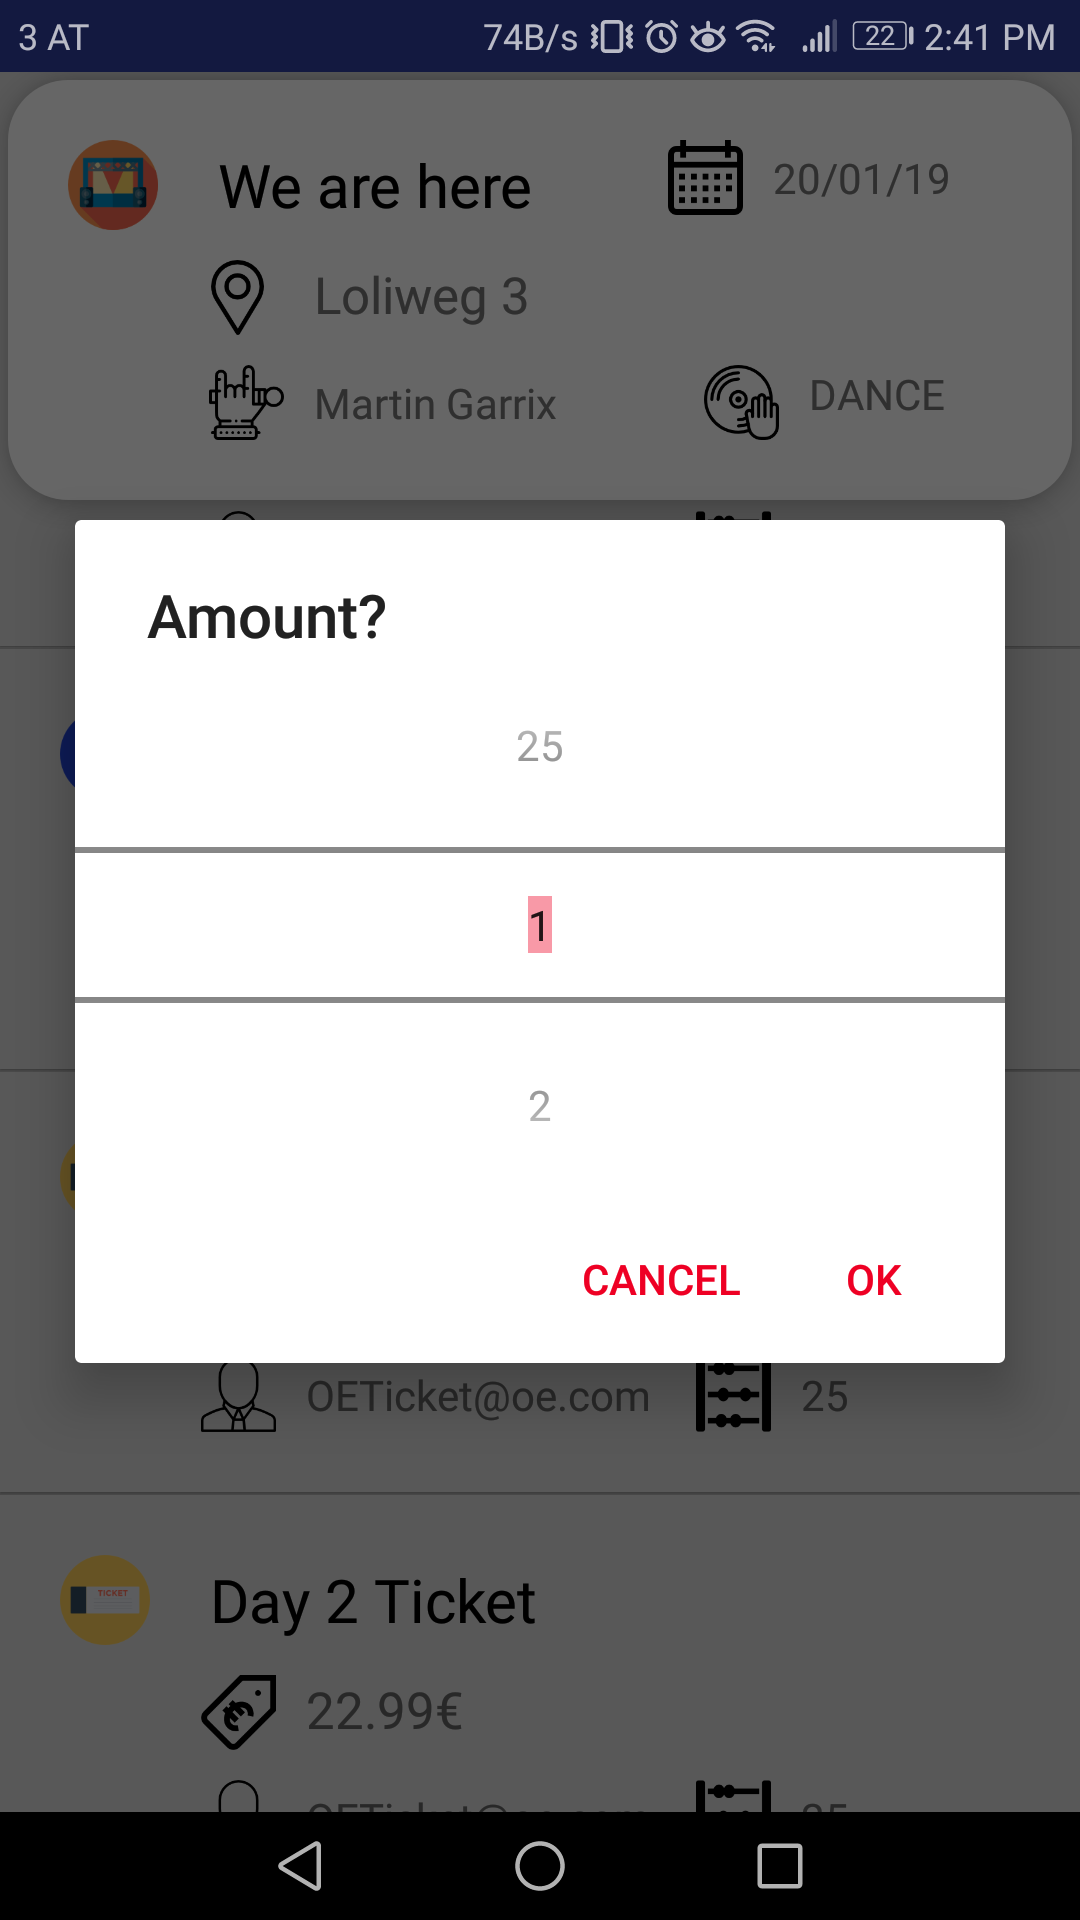 3 AT 74B/s 22 2:41 PM
We are here 20/01/19
Loliweg 3
Martin Garrix DANCE
Amount?
25
1
2
CANCEL OK
OETicket@oe.com 25
TICKET
Day 2 Ticket
22.99€